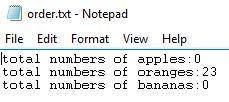 order.txt - Notepad
File Edit Format View Help
total numbers of apples:0
total numbers of oranges:23
total numbers of bananas:0